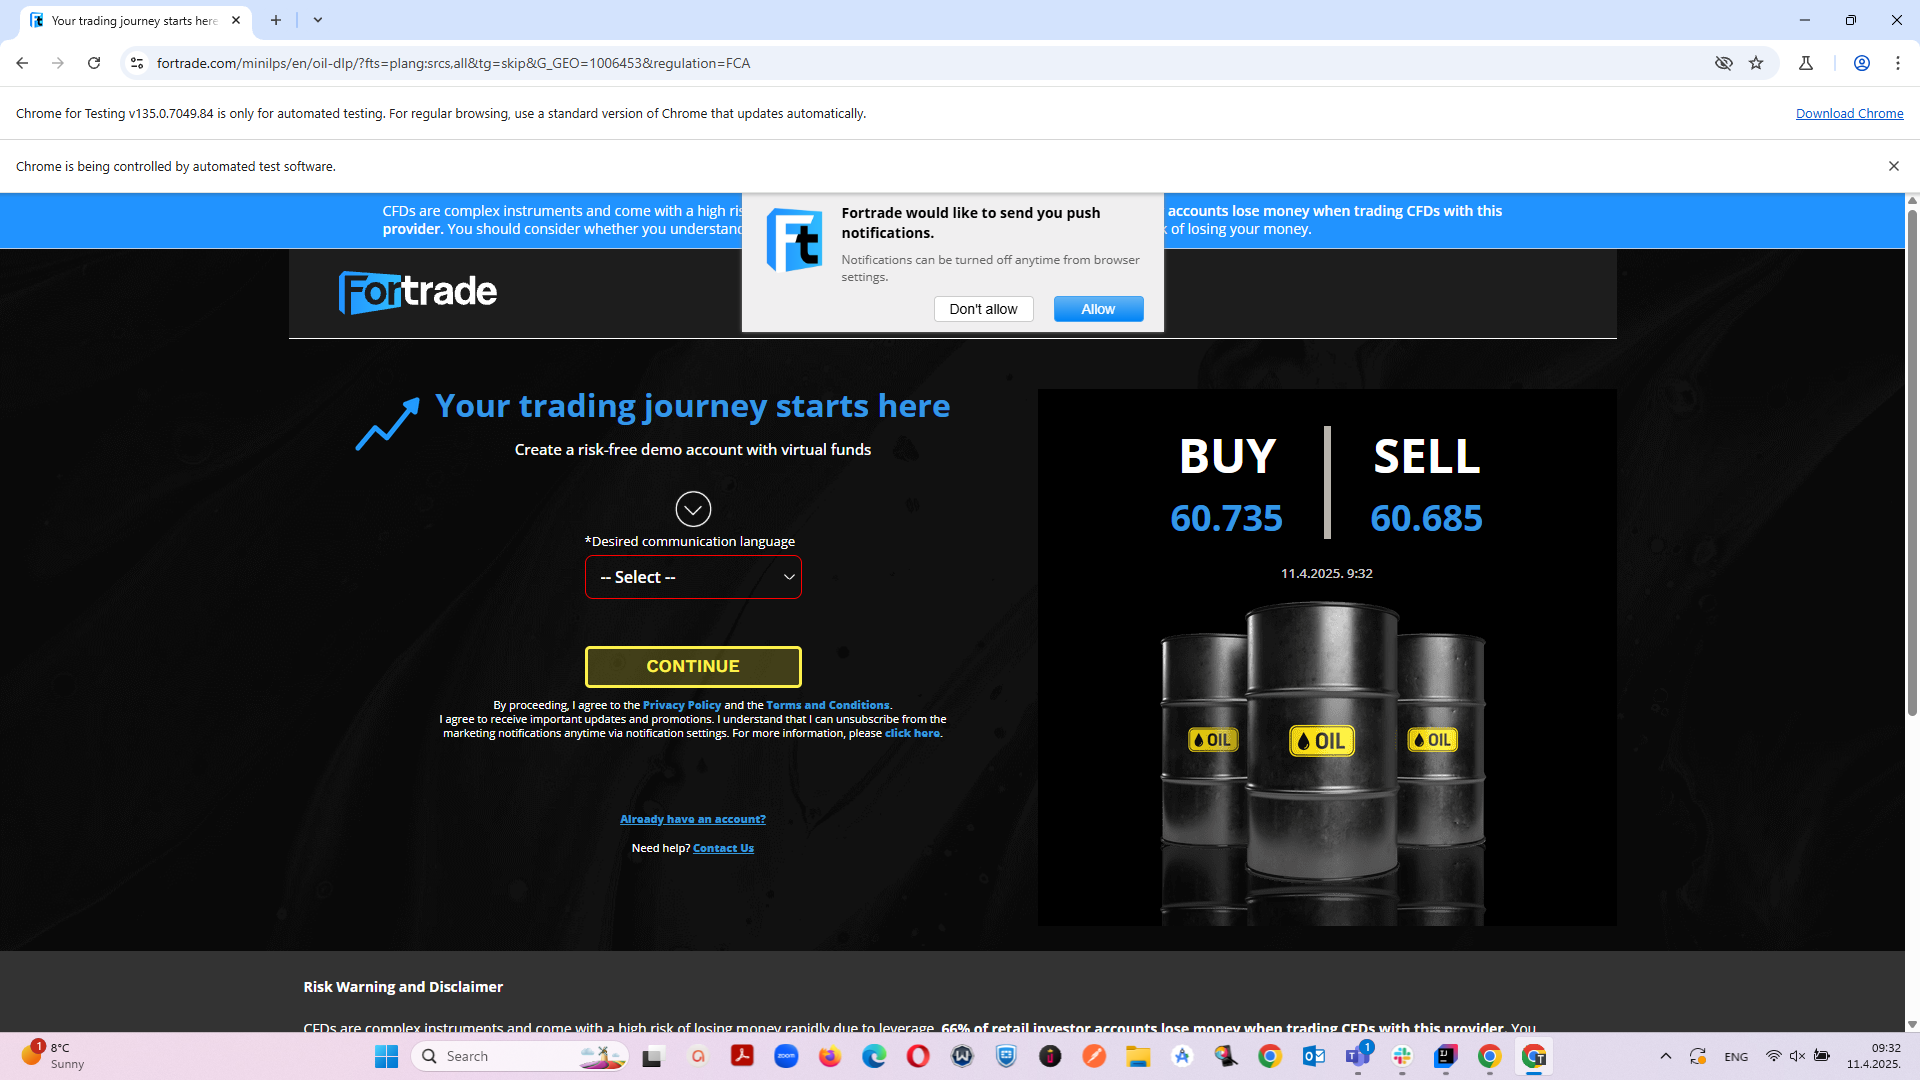 Your trading journey starts here
fortrade.com/minilps/en/oil-dlp/?fts=plang:srcs,all&tg=skip&G_GEO=1006453&regulation=FCA
Chrome for Testing v135.0.7049.84 is only for automated testing. For regular browsing, use a standard version of Chrome that updates automatically.
Download Chrome
Chrome is being controlled by automated test software.
CFDs are complex instruments and come with a high
accounts lose money when trading CFDs with this
provider. You should consider whether you
of losing your money.
Fortrade would like to send you push
notifications.
Notifications can be turned off anytime from browser
settings.
Don't allow
Allow
Ft
Fortrade
Your trading journey starts here
Create a risk-free demo account with virtual funds
*Desired communication language
-- Select --
CONTINUE
By proceeding, I agree to the Privacy Policy and the Terms and Conditions.
I agree to receive important updates and promotions. I understand that I can unsubscribe from the
marketing notifications anytime via notification settings. For more information, please click here.
Already have an account?
Need help? Contact Us
BUY
SELL
60.735
60.685
11.4.2025. 9:32
OIL
OIL
OIL
Risk Warning and Disclaimer
CFDs are complex instruments and come with a high risk of losing money rapidly due to leverage. 66% of retail investor accounts lose money when trading CFDs with this provider. You
1
8°C
Sunny
Search
zoom
1
ENG
09:32
11.4.2025.